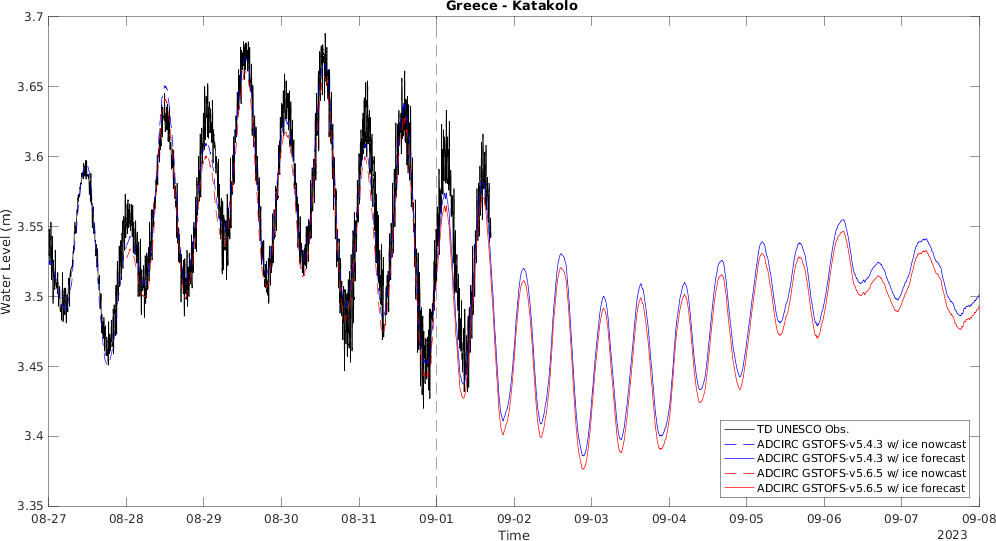 Greece - Katakolo
3.7
3.65
3.6
3.55
3.5
3.45
3.4
3.35
Water Level (m)
08-27 08-28 08-29 08-30 08-31 09-01 09-02 09-03 09-04 09-05 09-06 09-07 09-08
Time
2023
TD UNESCO Obs.
ADCIRC GSTOFS-v5.4.3 w/ ice nowcast
ADCIRC GSTOFS-v5.4.3 w/ ice forecast
ADCIRC GSTOFS-v5.6.5 w/ ice nowcast
ADCIRC GSTOFS-v5.6.5 w/ ice forecast